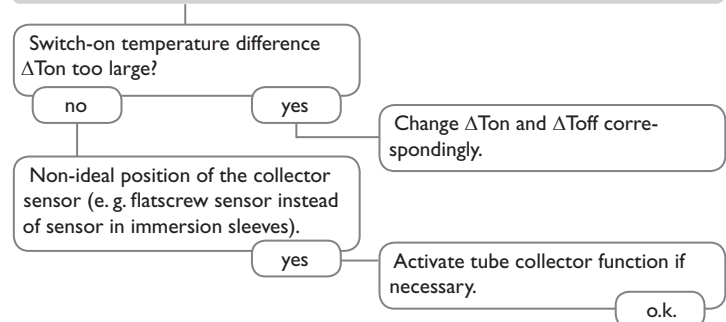 Switch-on temperature difference
ΔTon too large?
no
yes
Change ΔTon and ΔToff corre-
spondingly.
Non-ideal position of the collector
sensor (e. g. flatscrew sensor instead
of sensor in immersion sleeves).
yes
Activate tube collector function if
necessary.
o.k.